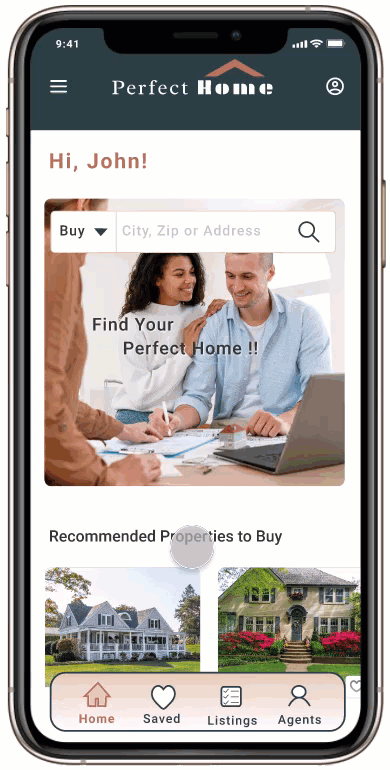 9:41
Perfect Home
Hi, John!
Buy City, Zip or Address
Find Your
Perfect Home !!
Recommended Properties to Buy
Home Saved Listings Agents